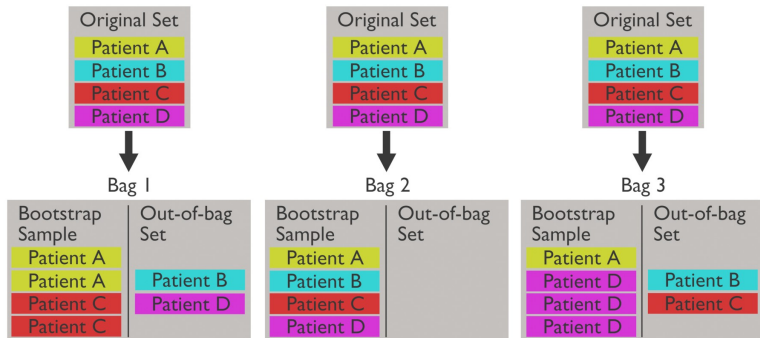 Original Set
Patient A
Patient B
Patient C
Patient D
Original Set
Patient A
Patient B
Patient C
Patient D
Original Set
Patient A
Patient B
Patient C
Patient D
Bag 1
Bootstrap
Sample
Patient A
Patient A
Patient C
Patient C
Out-of-bag
Set
Patient B
Patient D
Bag 2
Bootstrap
Sample
Patient A
Patient B
Patient C
Patient D
Out-of-bag
Set
Bag 3
Bootstrap
Sample
Patient A
Patient D
Patient D
Patient D
Out-of-bag
Set
Patient B
Patient C